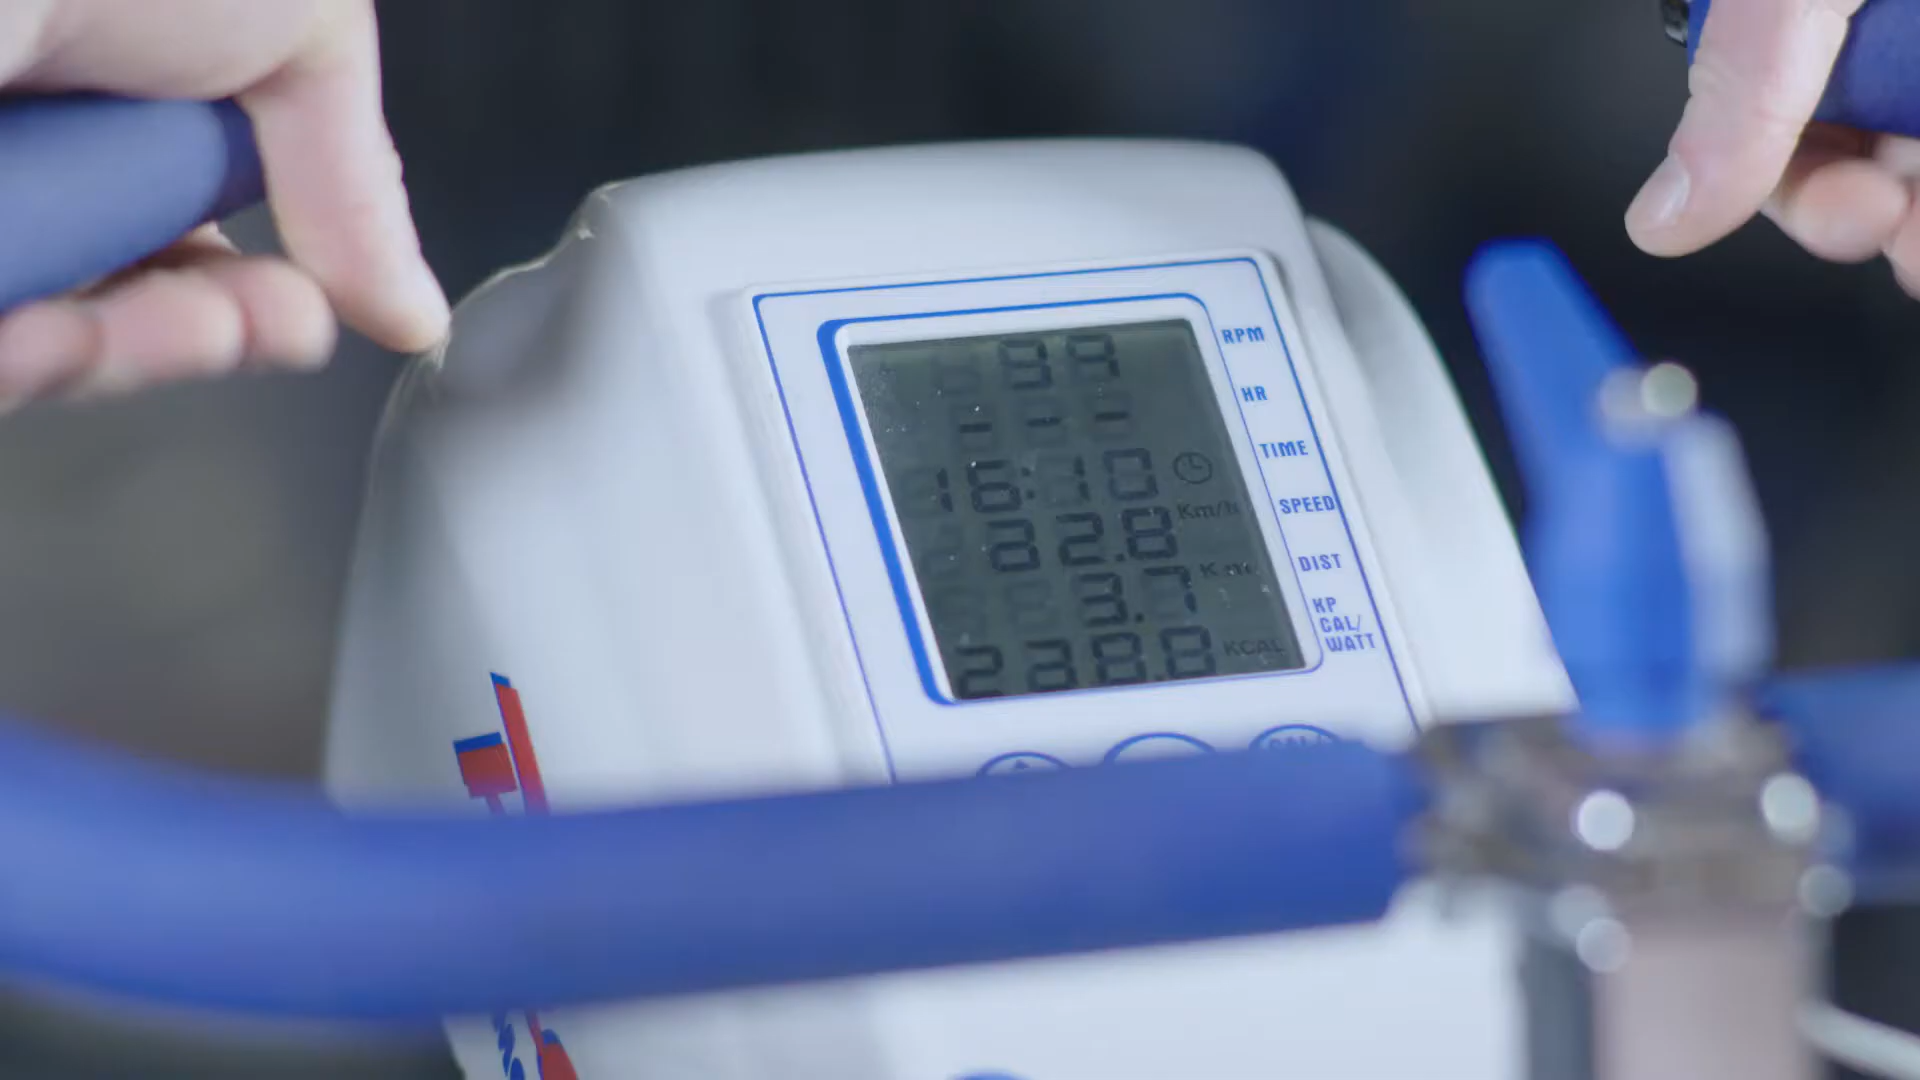 99 RPM
- - - HR
16:10 TIME
22.8 Km/h SPEED
3.7 Km DIST
238.8 KCAL KP
CAL/
WATT